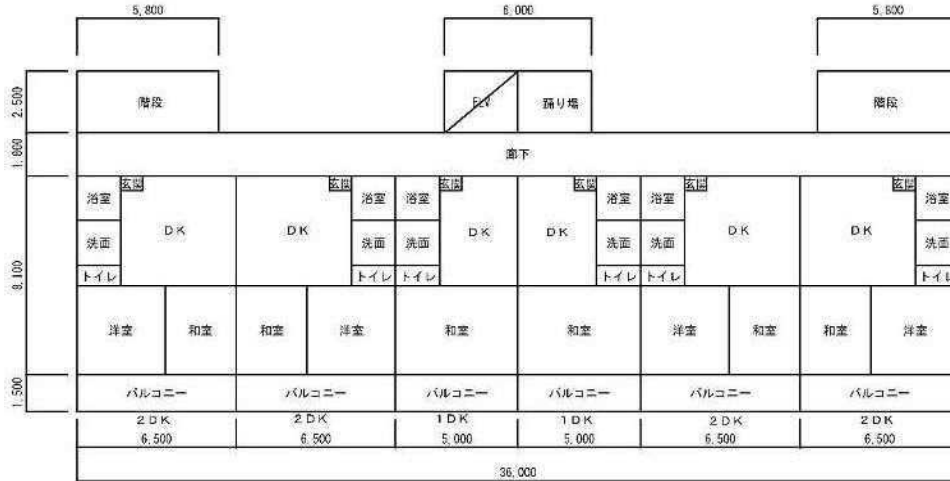 5,800 6,000 5,800
2,500 階段 ELV 踊り場 階段
1,800 廊下
玄関 玄関 玄関 玄関 玄関 玄関
浴室 浴室 浴室 浴室 浴室 浴室
8,100 洗面 DK DK 洗面 洗面 DK DK 洗面 洗面 DK DK 洗面
トイレ トイレ トイレ トイレ トイレ トイレ
洋室 和室 和室 洋室 和室 和室 洋室 和室 和室 洋室
1,500 バルコニー バルコニー バルコニー バルコニー バルコニー バルコニー
2DK 2DK 1DK 1DK 2DK 2DK
6,500 6,500 5,000 5,000 6,500 6,500
36,000